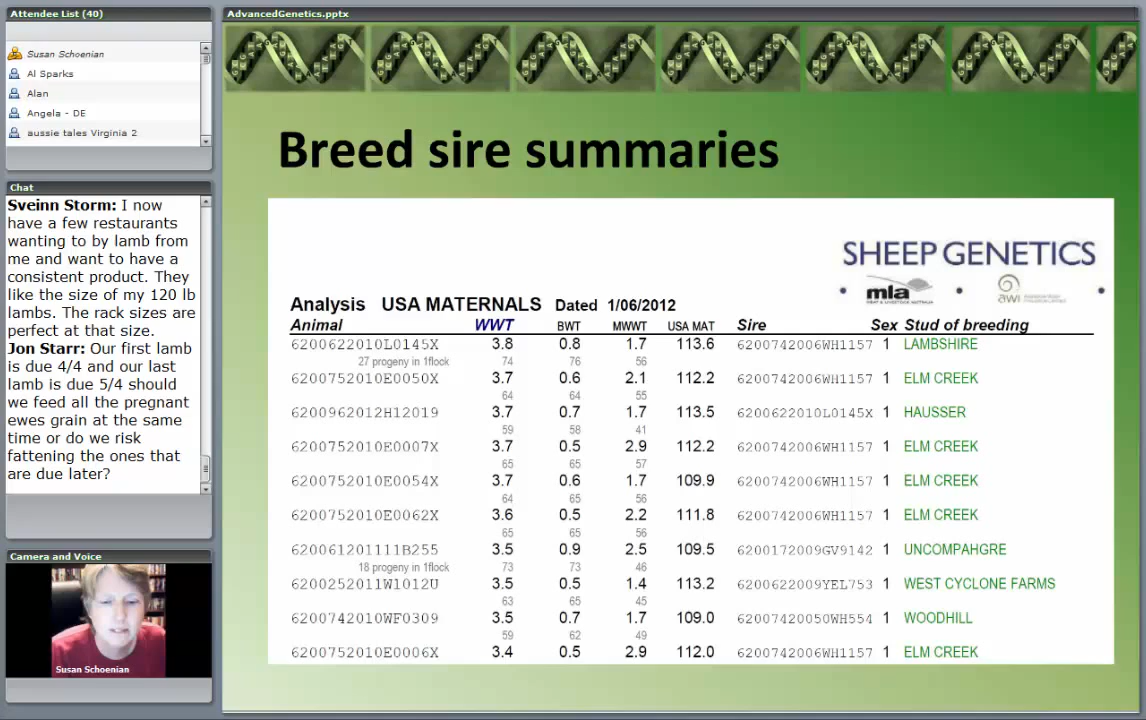 Attendee List (40)
Susan Schoenian
Al Sparks
Alan
Angela - DE
aussie tales Virginia 2
Chat
Sveinn Storm: I now
have a few restaurants
wanting to by lamb from
me and want to have a
consistent product. They
like the size of my 120 lb
lambs. The rack sizes are
perfect at that size.
Jon Starr: Our first lamb
is due 4/4 and our last
lamb is due 5/4 should
we feed all the pregnant
ewes grain at the same
time or do we risk
fattening the ones that
are due later?
Camera and Voice
Susan Schoenian
AdvancedGenetics.pptx
Breed sire summaries
SHEEP GENETICS
mla
awi
Analysis USA MATERNALS Dated 1/06/2012
Animal WWT BWT MWWT USA MAT Sire Sex Stud of breeding
6200622010L0145X 3.8 0.8 1.7 113.6 6200742006WH1157 1 LAMBSHIRE
27 progeny in 1flock 74 76 56
6200752010E0050X 3.7 0.6 2.1 112.2 6200742006WH1157 1 ELM CREEK
64 64 55
6200962012H12019 3.7 0.7 1.7 113.5 6200622010L0145X 1 HAUSSER
59 58 41
6200752010E0007X 3.7 0.5 2.9 112.2 6200742006WH1157 1 ELM CREEK
65 65 57
6200752010E0054X 3.7 0.6 1.7 109.9 6200742006WH1157 1 ELM CREEK
64 65 56
6200752010E0062X 3.6 0.5 2.2 111.8 6200742006WH1157 1 ELM CREEK
65 65 56
620061201111B255 3.5 0.9 2.5 109.5 6200172009GV9142 1 UNCOMPAHGRE
18 progeny in 1flock 73 73 46
6200252011W1012U 3.5 0.5 1.4 113.2 6200622009YEL753 1 WEST CYCLONE FARMS
63 65 45
6200742010WF0309 3.5 0.7 1.7 109.0 62007420050WH554 1 WOODHILL
59 62 49
6200752010E0006X 3.4 0.5 2.9 112.0 6200742006WH1157 1 ELM CREEK